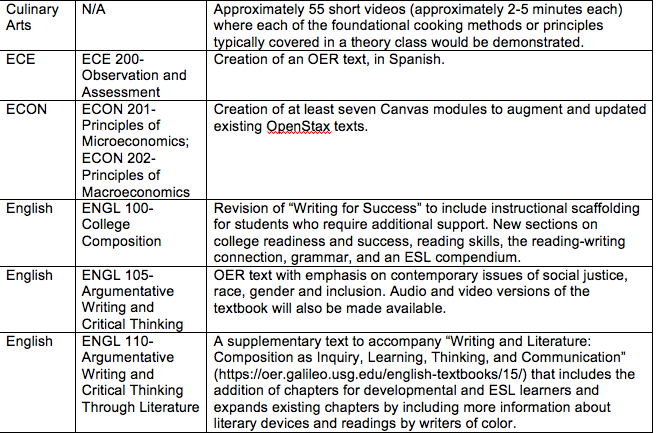 Culinary
Arts
N/A
Approximately 55 short videos (approximately 2-5 minutes each)
where each of the foundational cooking methods or principles
typically covered in a theory class would be demonstrated.
ECE
ECE 200-
Observation and
Assessment
Creation of an OER text, in Spanish.
ECON
ECON 201-
Principles of
Microeconomics;
ECON 202-
Principles of
Macroeconomics
Creation of at least seven Canvas modules to augment and updated
existing OpenStax texts.
English
ENGL 100-
College
Composition
Revision of “Writing for Success” to include instructional scaffolding
for students who require additional support. New sections on
college readiness and success, reading skills, the reading-writing
connection, grammar, and an ESL compendium.
English
ENGL 105-
Argumentative
Writing and
Critical Thinking
OER text with emphasis on contemporary issues of social justice,
race, gender and inclusion. Audio and video versions of the
textbook will also be made available.
English
ENGL 110-
Argumentative
Writing and
Critical Thinking
Through Literature
A supplementary text to accompany “Writing and Literature:
Composition as Inquiry, Learning, Thinking, and Communication”
(https://oer.galileo.usg.edu/english-textbooks/15/) that includes the
addition of chapters for developmental and ESL learners and
expands existing chapters by including more information about
literary devices and readings by writers of color.